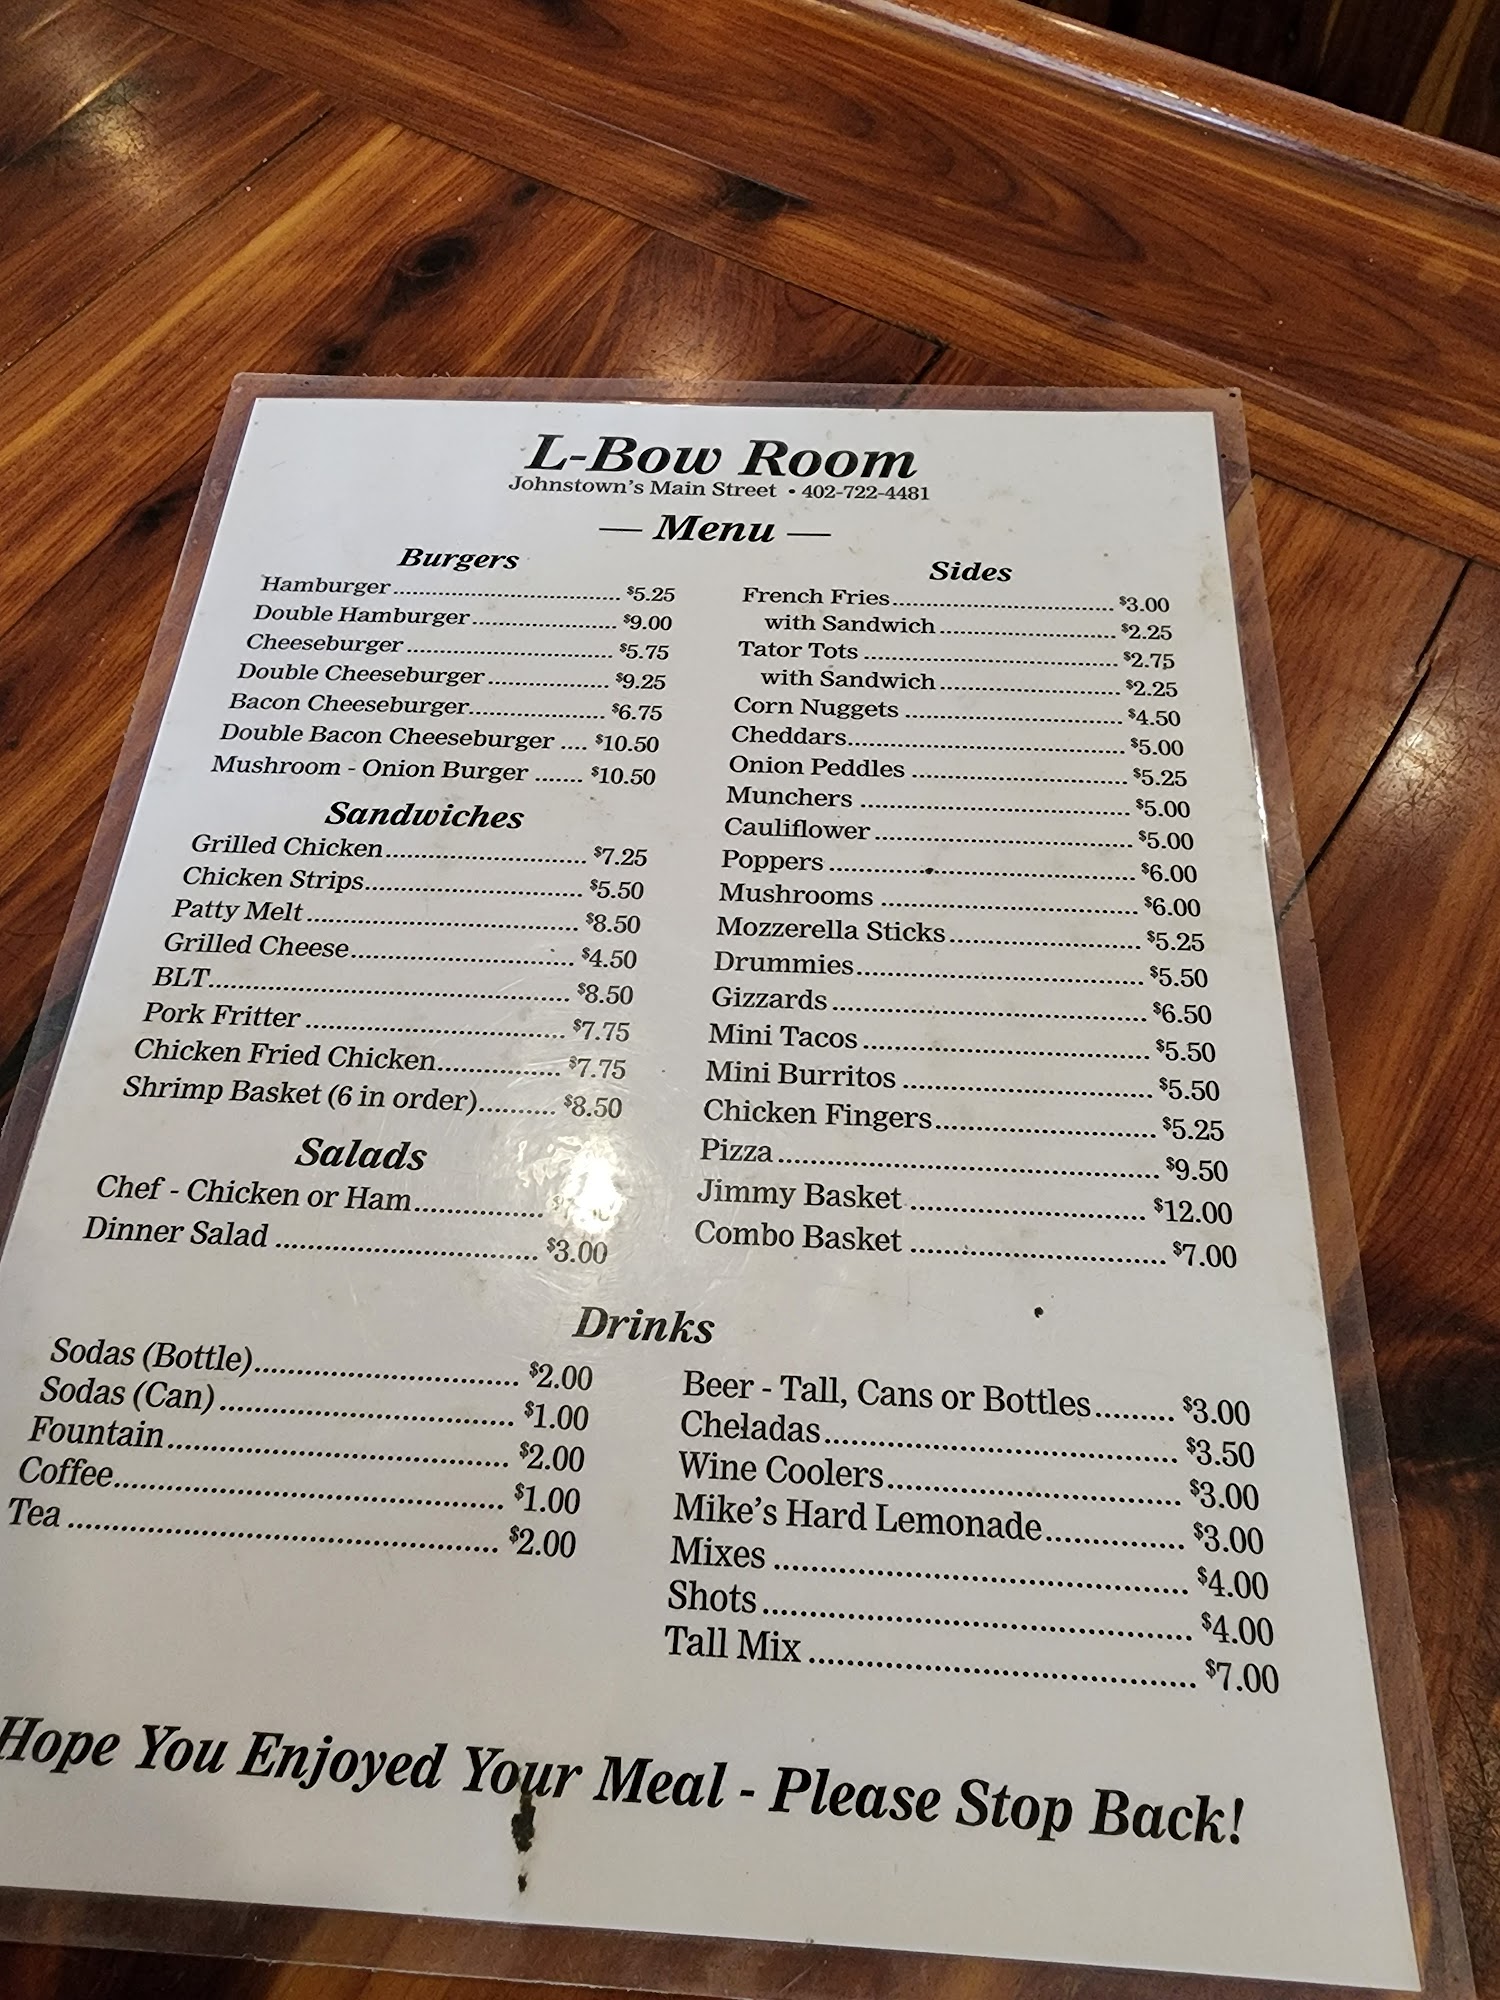 L-Bow Room
Johnstown's Main Street • 402-722-4481
— Menu —
Burgers
Hamburger.......... $5.25
Double Hamburger.......... $9.00
Cheeseburger.......... $5.75
Double Cheeseburger.......... $9.25
Bacon Cheeseburger.......... $6.75
Double Bacon Cheeseburger .... $10.50
Mushroom - Onion Burger ....... $10.50
Sandwiches
Grilled Chicken.......... $7.25
Chicken Strips.......... $5.50
Patty Melt .......... $8.50
Grilled Cheese.......... $4.50
BLT.......... $8.50
Pork Fritter .......... $7.75
Chicken Fried Chicken.......... $7.75
Shrimp Basket (6 in order).......... $8.50
Salads
Chef - Chicken or Ham..........
Dinner Salad .......... $3.00
Sides
French Fries.......... $3.00
with Sandwich.......... $2.25
Tator Tots .......... $2.75
with Sandwich.......... $2.25
Corn Nuggets .......... $4.50
Cheddars.......... $5.00
Onion Peddles .......... $5.25
Munchers .......... $5.00
Cauliflower .......... $5.00
Poppers .......... $6.00
Mushrooms .......... $6.00
Mozzerella Sticks.......... $5.25
Drummies.......... $5.50
Gizzards .......... $6.50
Mini Tacos .......... $5.50
Mini Burritos .......... $5.50
Chicken Fingers.......... $5.25
Pizza .......... $9.50
Jimmy Basket .......... $12.00
Combo Basket .......... $7.00
Drinks
Sodas (Bottle).......... $2.00
Sodas (Can) .......... $1.00
Fountain.......... $2.00
Coffee.......... $1.00
Tea .......... $2.00
Beer - Tall, Cans or Bottles......... $3.00
Cheladas.......... $3.50
Wine Coolers.......... $3.00
Mike's Hard Lemonade.......... $3.00
Mixes .......... $4.00
Shots .......... $4.00
Tall Mix .......... $7.00
Hope You Enjoyed Your Meal - Please Stop Back!